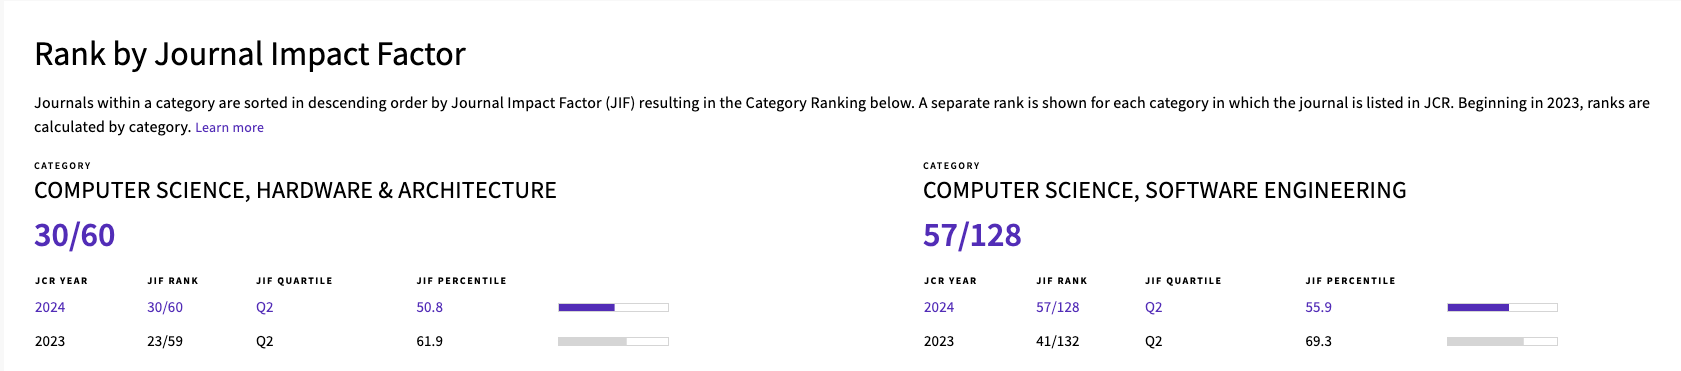 Rank by Journal Impact Factor
Journals within a category are sorted in descending order by Journal Impact Factor (JIF) resulting in the Category Ranking below. A separate rank is shown for each category in which the journal is listed in JCR. Beginning in 2023, ranks are
calculated by category. Learn more
CATEGORY
COMPUTER SCIENCE, HARDWARE & ARCHITECTURE
30/60
JCR YEAR JIF RANK JIF QUARTILE JIF PERCENTILE
2024 30/60 Q2 50.8
2023 23/59 Q2 61.9
CATEGORY
COMPUTER SCIENCE, SOFTWARE ENGINEERING
57/128
JCR YEAR JIF RANK JIF QUARTILE JIF PERCENTILE
2024 57/128 Q2 55.9
2023 41/132 Q2 69.3